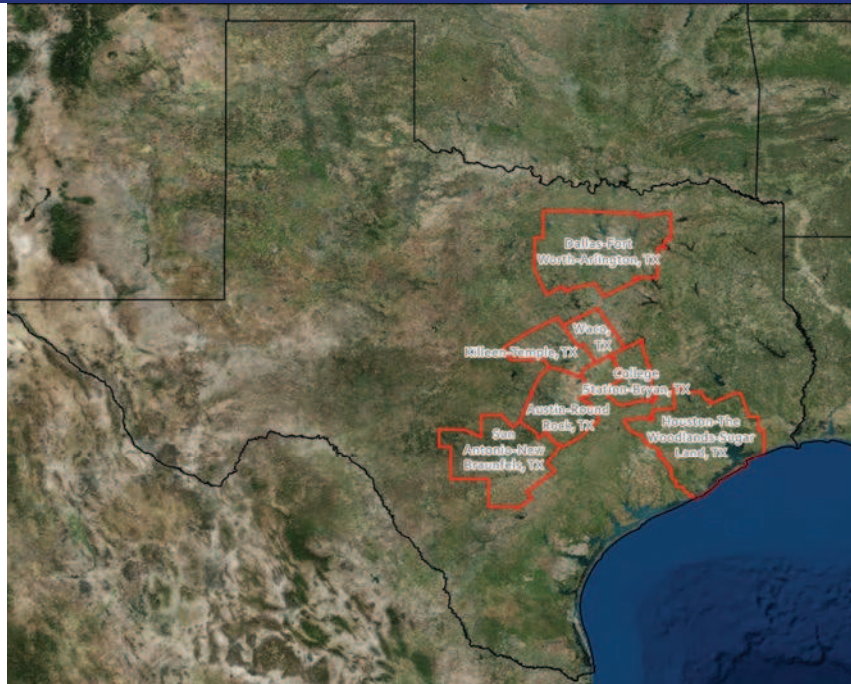 Dallas-Fort
Worth-Arlington, TX
Waco,
TX
Killeen-Temple, TX
College
Station-Bryan, TX
Austin-Round
Rock, TX
Houston-The
Woodlands-Sugar
Land, TX
San
Antonio-New
Braunfels, TX